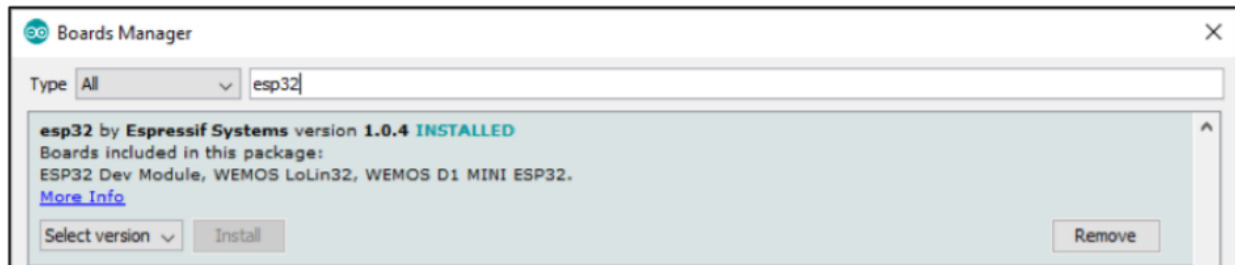 Boards Manager
Type All esp32
esp32 by Espressif Systems version 1.0.4 INSTALLED
Boards included in this package:
ESP32 Dev Module, WEMOS LoLin32, WEMOS D1 MINI ESP32.
More Info
Select version Install Remove